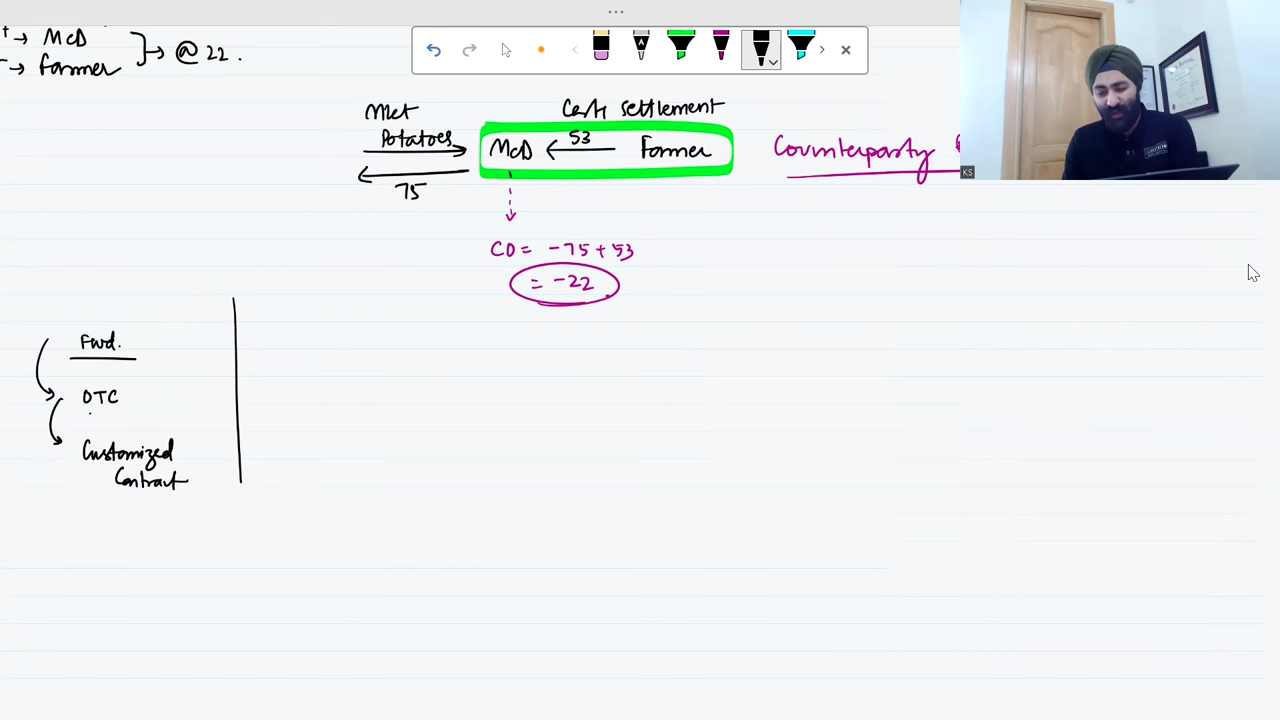 → McD
→ Farmer
→ @ 22.
Mkt
Potatoes
75
Cash settlement
McD
53
Farmer
Counterparty
KS
CO = -75 + 53
= -22
Fwd.
OTC
Customized
Contract